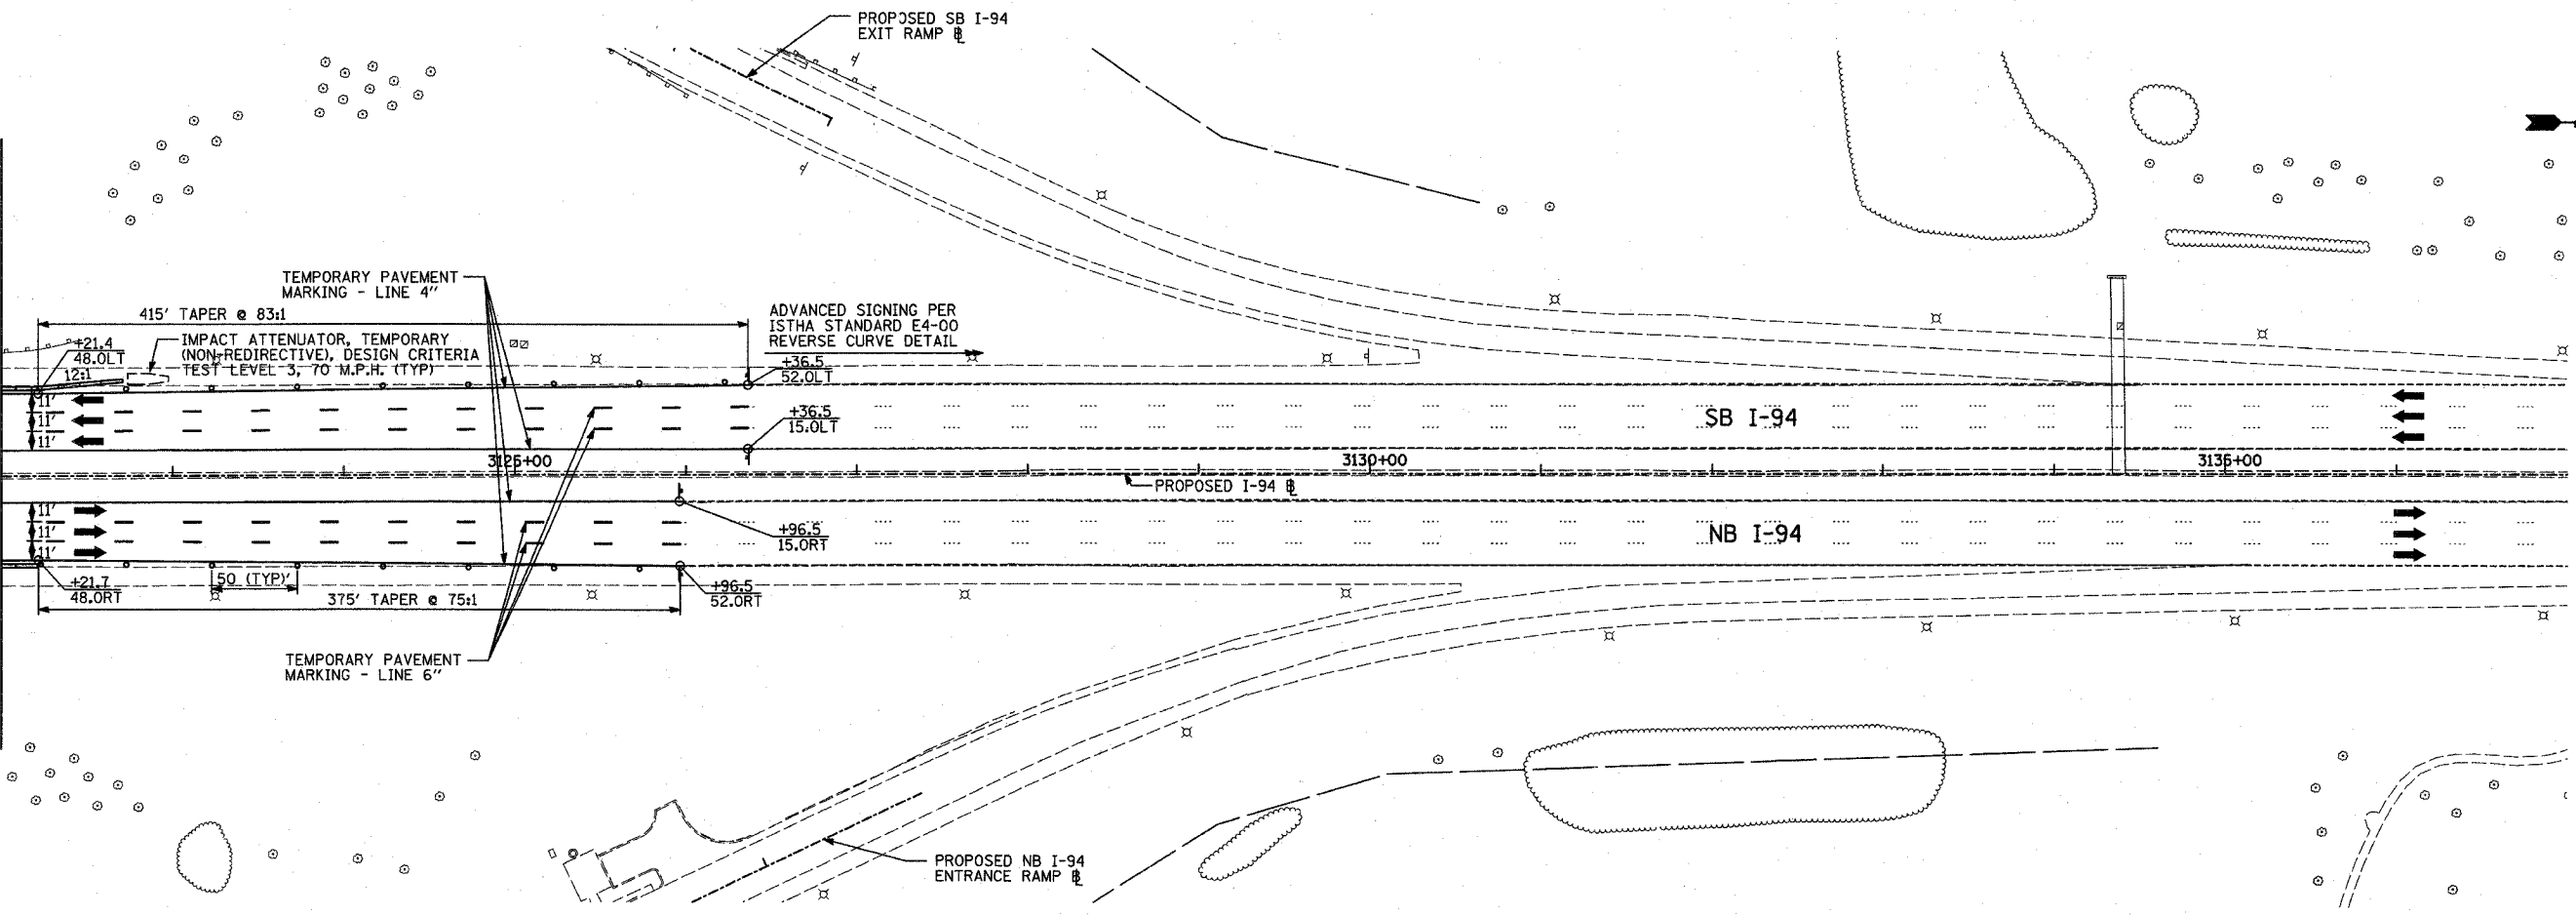 PROPOSED SB I-94
EXIT RAMP ℄
TEMPORARY PAVEMENT
MARKING - LINE 4"
415' TAPER @ 83:1
ADVANCED SIGNING PER
ISTHA STANDARD E4-00
REVERSE CURVE DETAIL
+21.4
48.0LT
12:1
IMPACT ATTENUATOR, TEMPORARY
(NON-REDIRECTIVE), DESIGN CRITERIA
TEST LEVEL 3, 70 M.P.H. (TYP)
+36.5
52.0LT
11'
11'
11'
+36.5
15.0LT
SB I-94
3125+00
3130+00
3135+00
PROPOSED I-94
11'
11'
11'
+96.5
15.0RT
NB I-94
+21.7
48.0RT
50 (TYP)'
375' TAPER @ 75:1
+96.5
52.0RT
TEMPORARY PAVEMENT
MARKING - LINE 6"
PROPOSED NB I-94
ENTRANCE RAMP